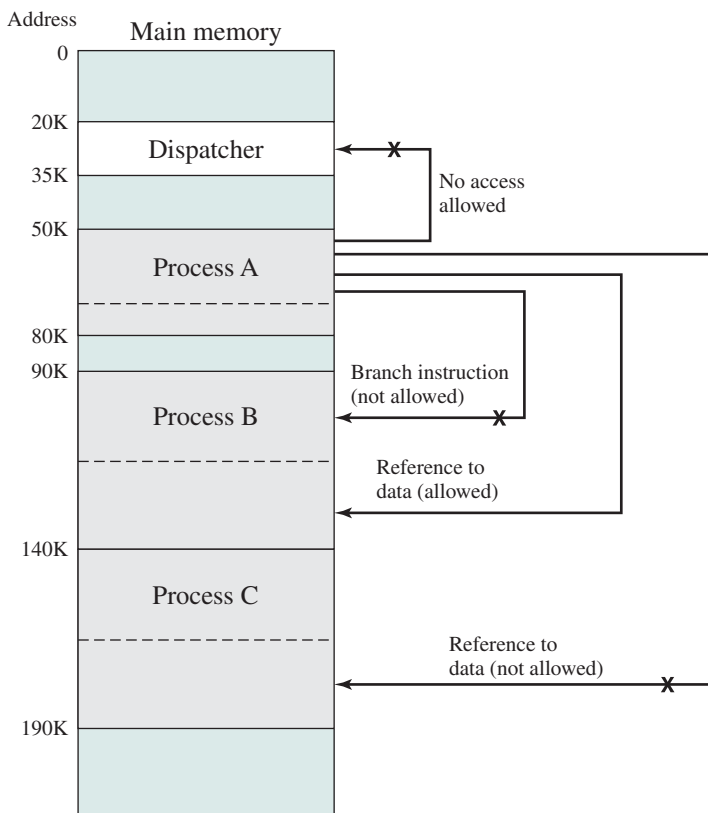 Address
Main memory
0
20K
Dispatcher
35K
No access
allowed
50K
Process A
80K
90K
Branch instruction
(not allowed)
Process B
Reference to
data (allowed)
140K
Process C
Reference to
data (not allowed)
190K